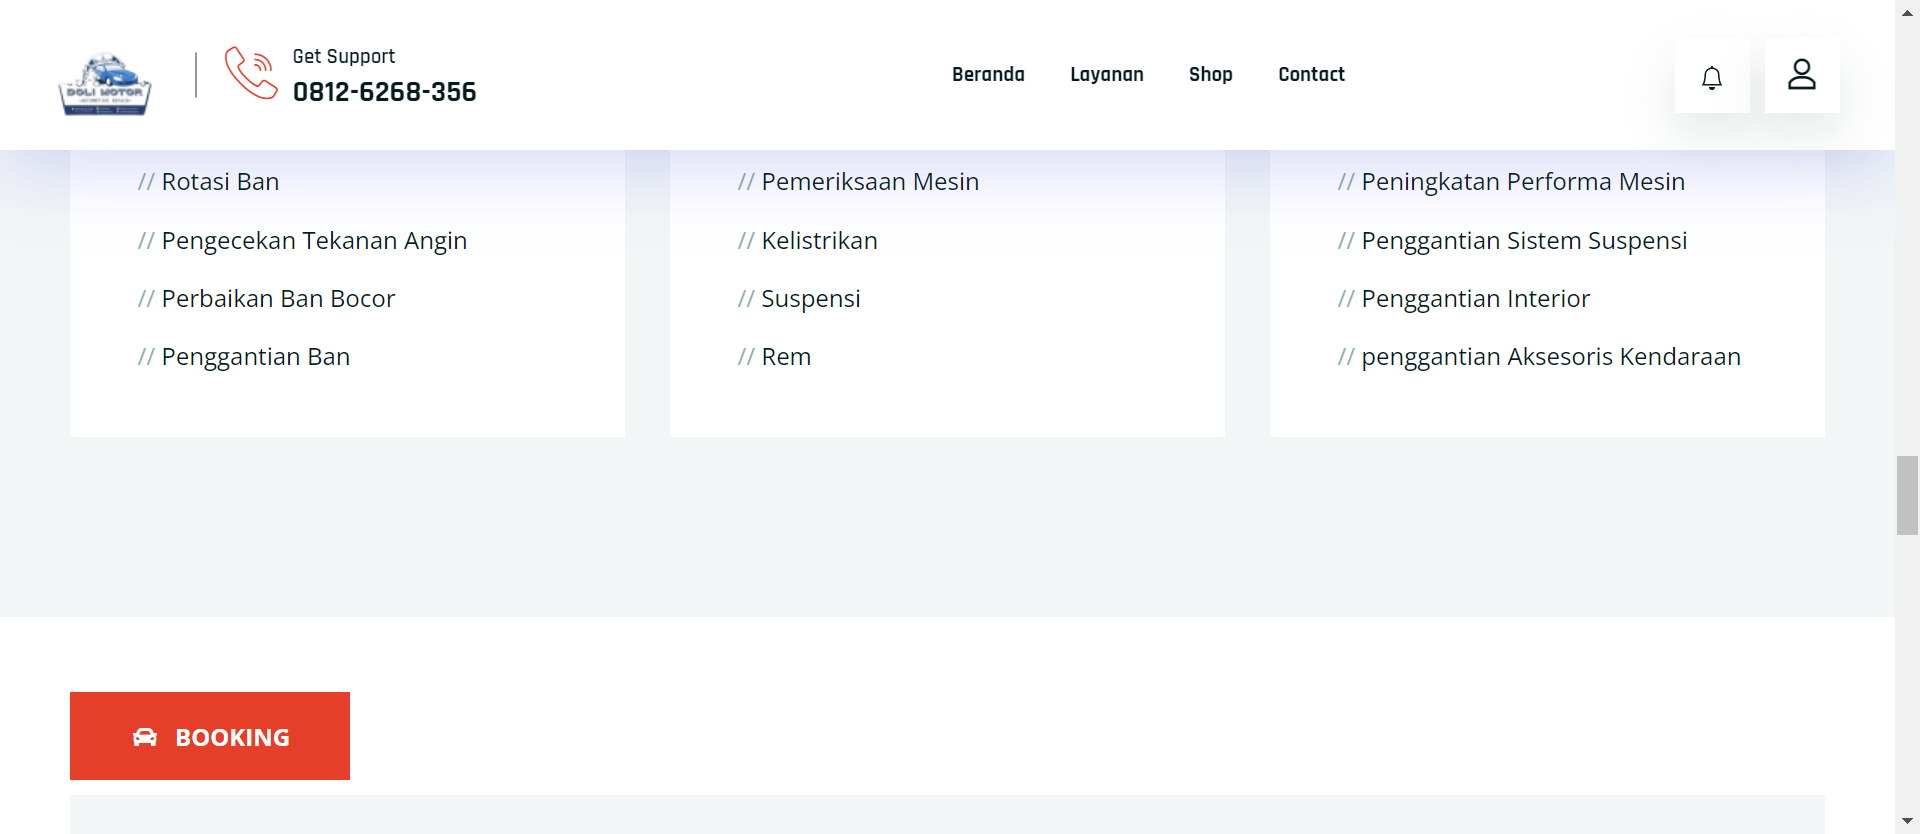 DOLI MOTOR
Get Support
0812-6268-356
Beranda
Layanan
Shop
Contact
// Rotasi Ban
// Pengecekan Tekanan Angin
// Perbaikan Ban Bocor
// Penggantian Ban
// Pemeriksaan Mesin
// Kelistrikan
// Suspensi
// Rem
// Peningkatan Performa Mesin
// Penggantian Sistem Suspensi
// Penggantian Interior
// penggantian Aksesoris Kendaraan
BOOKING